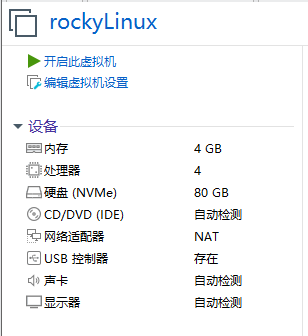 rockyLinux
开启此虚拟机
编辑虚拟机设置
设备
内存 4 GB
处理器 4
硬盘 (NVMe) 80 GB
CD/DVD (IDE) 自动检测
网络适配器 NAT
USB 控制器 存在
声卡 自动检测
显示器 自动检测